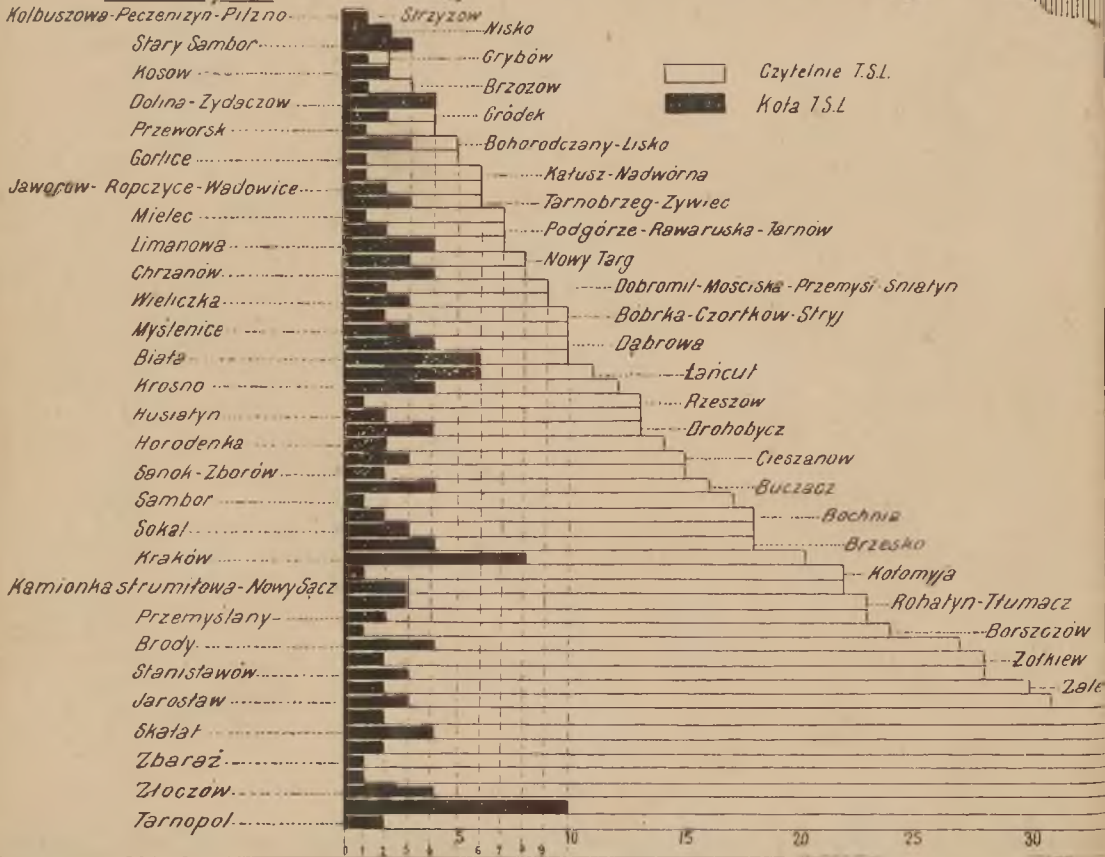 Kolbuszowa-Peczeniżyn-Pilzno
Strzyzow
Nisko
Stary Sambor
Grybów
Kosow
Brzozow
Dolina-Zydaczow
Gródek
Przeworsk
Bohorodczany-Lisko
Gorlice
Kałusz-Nadwórna
Jaworow-Ropczyce-Wadowice
Tarnobrzeg-Zywiec
Mielec
Podgórze-Rawaruska-Tarnów
Limanowa
Nowy Targ
Chrzanów
Dobromil-Mościska-Przemysl-Sniatyn
Wieliczka
Bobrka-Czortków-Stryj
Myslenice
Dąbrowa
Biała
Łańcut
Krosno
Rzeszow
Husiatyn
Drohobycz
Horodenka
Cieszanow
Sanok-Zborów
Buczacz
Sambor
Bochnia
Sokal
Brzesko
Kraków
Kołomyja
Kamionka strumiłowa-Nowy Sącz
Rohatyn-Tłumacz
Przemyślany
Borszczów
Brody
Zołkiew
Stanisławów
Zale
Jarosław
Skałat
Zbaraż
Złoczów
Tarnopol
Czytelnie T.S.L.
Koła T.S.L
5 10 15 20 25 30
0 1 2 3 4 6 7 8 9